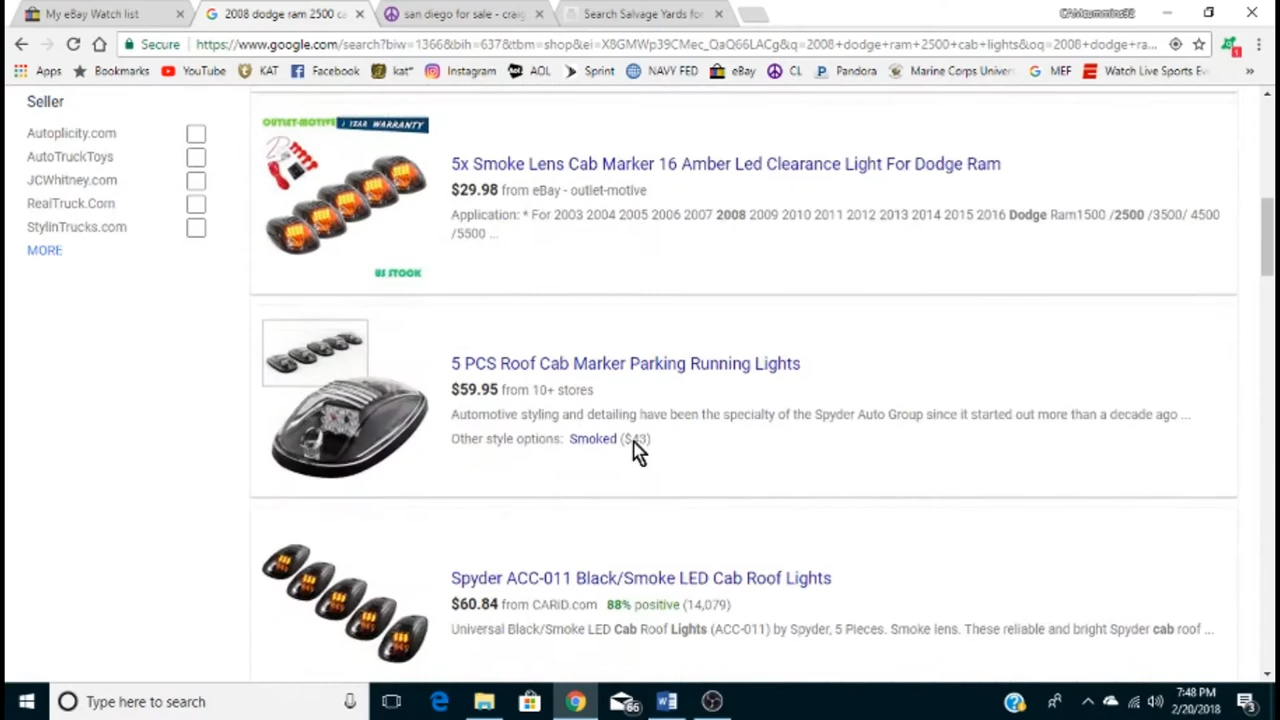 My eBay Watch list
2008 dodge ram 2500 ca
san diego for sale - craig
Search Salvage Yards for
CAMcummins32
Secure
https://www.google.com/search?biw=1366&bih=637&tbm=shop&ei=X8GMWp39CMec_QaQ66LACg&q=2008+dodge+ram+2500+cab+lights&oq=2008+dodge+ra...
1
Apps
Bookmarks
YouTube
KAT
Facebook
kat*
Instagram
AOL
Sprint
NAVY FED
eBay
CL
Pandora
Marine Corps Univer
MEF
Watch Live Sports Ev
»
Seller
Autoplicity.com
AutoTruckToys
JCWhitney.com
RealTruck.Com
StylinTrucks.com
MORE
OUTLET-MOTIVE 1 YEAR WARRANTY
US STOCK
5x Smoke Lens Cab Marker 16 Amber Led Clearance Light For Dodge Ram
$29.98 from eBay - outlet-motive
Application: * For 2003 2004 2005 2006 2007 2008 2009 2010 2011 2012 2013 2014 2015 2016 Dodge Ram1500 /2500 /3500/ 4500
/5500 ...
5 PCS Roof Cab Marker Parking Running Lights
$59.95 from 10+ stores
Automotive styling and detailing have been the specialty of the Spyder Auto Group since it started out more than a decade ago ...
Other style options: Smoked ($43)
Spyder ACC-011 Black/Smoke LED Cab Roof Lights
$60.84 from CARiD.com 88% positive (14,079)
Universal Black/Smoke LED Cab Roof Lights (ACC-011) by Spyder, 5 Pieces. Smoke lens. These reliable and bright Spyder cab roof ...
Type here to search
66
7:48 PM
2/20/2018
3